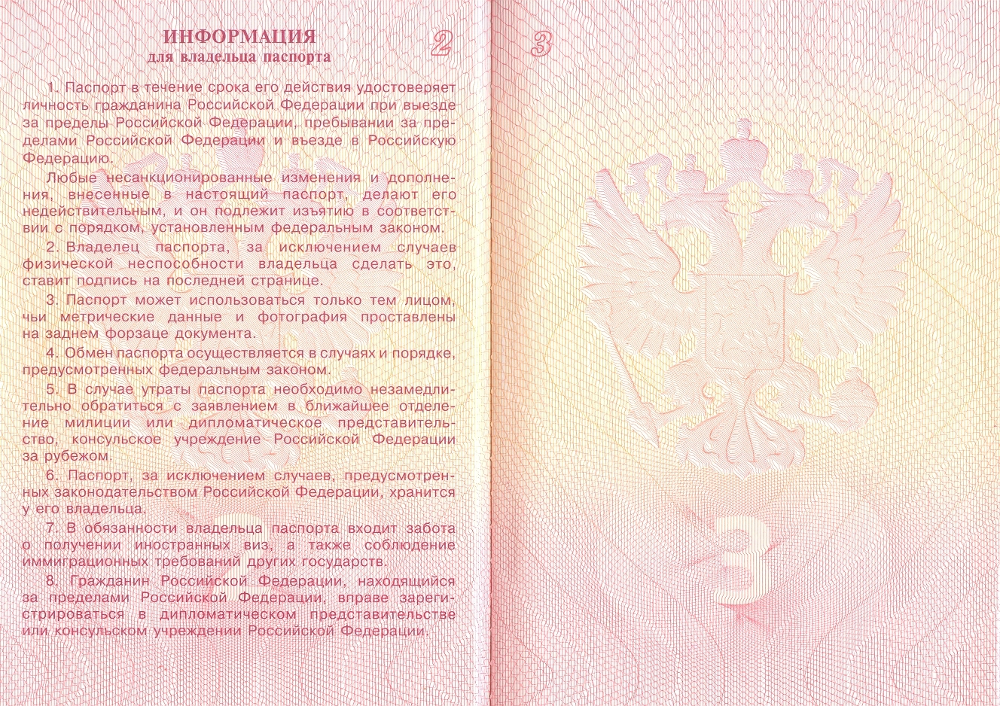 ИНФОРМАЦИЯ
для владельца паспорта
2
1. Паспорт в течение срока его действия удостоверяет
личность гражданина Российской Федерации при выезде
за пределы Российской Федерации, пребывании за пре-
делами Российской Федерации и въезде в Российскую
Федерацию.
Любые несанкционированные изменения и дополне-
ния, внесенные в настоящий паспорт, делают его
недействительным, и он подлежит изъятию в соответст-
вии с порядком, установленным федеральным законом.
2. Владелец паспорта, за исключением случаев
физической неспособности владельца сделать это,
ставит подпись на последней странице.
3. Паспорт может использоваться только тем лицом,
чьи метрические данные и фотография проставлены
на заднем форзаце документа.
4. Обмен паспорта осуществляется в случаях и порядке,
предусмотренных федеральным законом.
5. В случае утраты паспорта необходимо незамедли-
тельно обратиться с заявлением в ближайшее отделе-
ние милиции или дипломатическое представитель-
ство, консульское учреждение Российской Федерации
за рубежом.
6. Паспорт, за исключением случаев, предусмотрен-
ных законодательством Российской Федерации, хранится
у его владельца.
7. В обязанности владельца паспорта входит забота
о получении иностранных виз, а также соблюдение
иммиграционных требований других государств.
8. Гражданин Российской Федерации, находящийся
за пределами Российской Федерации, вправе зареги-
стрироваться в дипломатическом представительстве
или консульском учреждении Российской Федерации.
2
3
3